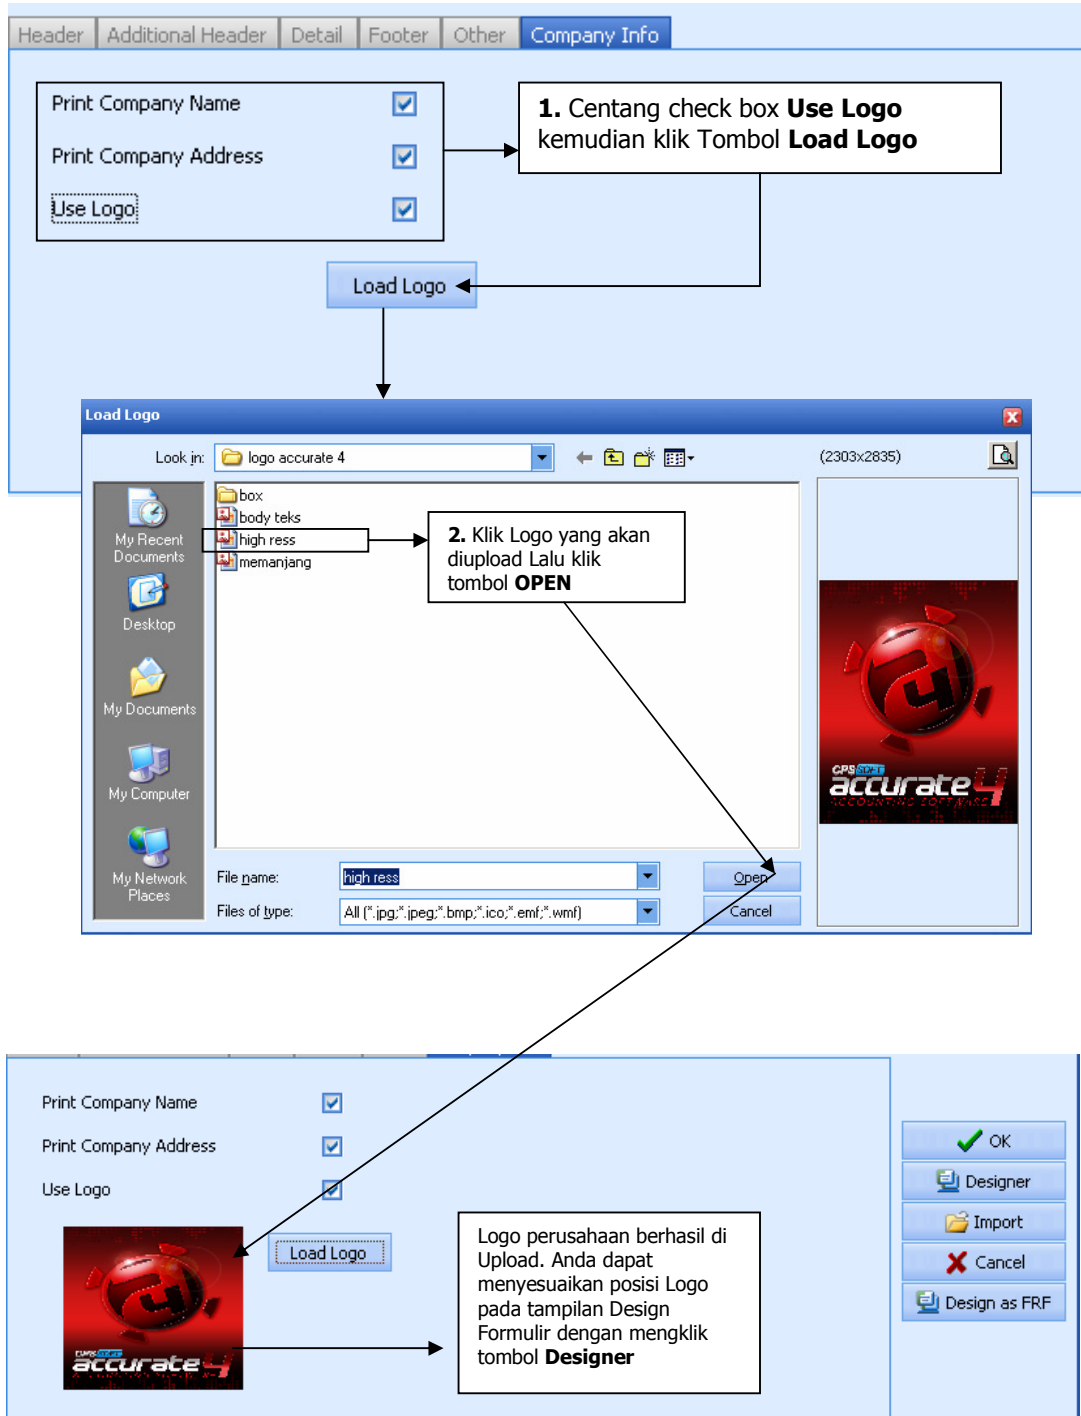 Header Additional Header Detail Footer Other Company Info
Print Company Name
Print Company Address
Use Logo
1. Centang check box Use Logo
kemudian klik Tombol Load Logo
Load Logo
Load Logo
Look in: logo accurate 4
(2303x2835)
My Recent
Documents
Desktop
My Documents
My Computer
My Network
Places
box
body teks
high ress
memanjang
2. Klik Logo yang akan
diupload Lalu klik
tombol OPEN
CPSSOFT
accurate 4
ACCOUNTING SOFTWARE
File name: high ress Open
Files of type: All (*.jpg;*.jpeg;*.bmp;*.ico;*.emf;*.wmf) Cancel
Print Company Name
Print Company Address
Use Logo
Load Logo
accurate 4
Logo perusahaan berhasil di
Upload. Anda dapat
menyesuaikan posisi Logo
pada tampilan Design
Formulir dengan mengklik
tombol Designer
OK
Designer
Import
Cancel
Design as FRF